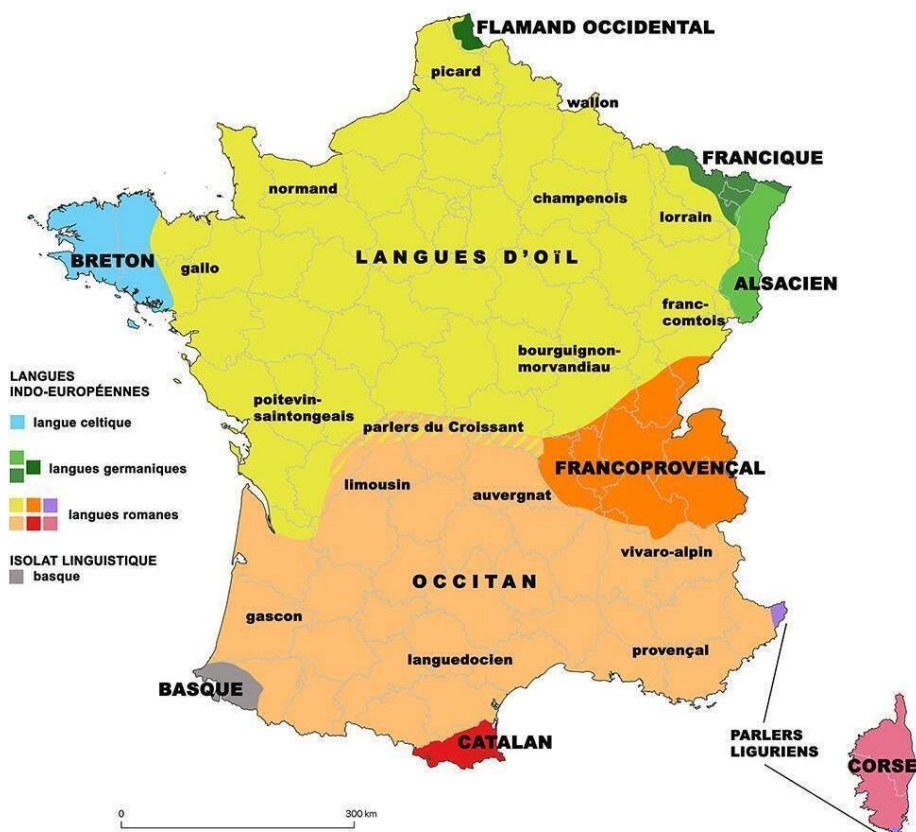 FLAMAND OCCIDENTAL
picard
wallon
FRANCIQUE
normand
champenois
lorrain
LANGUES D'OïL
BRETON
gallo
ALSACIEN
franc-
comtois
bourguignon-
morvandiau
LANGUES
INDO-EUROPÉENNES
langue celtique
langues germaniques
langues romanes
ISOLAT LINGUISTIQUE
basque
poitevin-
saintongeais
parlers du Croissant
FRANCOPROVENÇAL
limousin
auvergnat
vivaro-alpin
OCCITAN
gascon
languedocien
provençal
BASQUE
CATALAN
PARLERS
LIGURIENS
CORSE
0
300 km